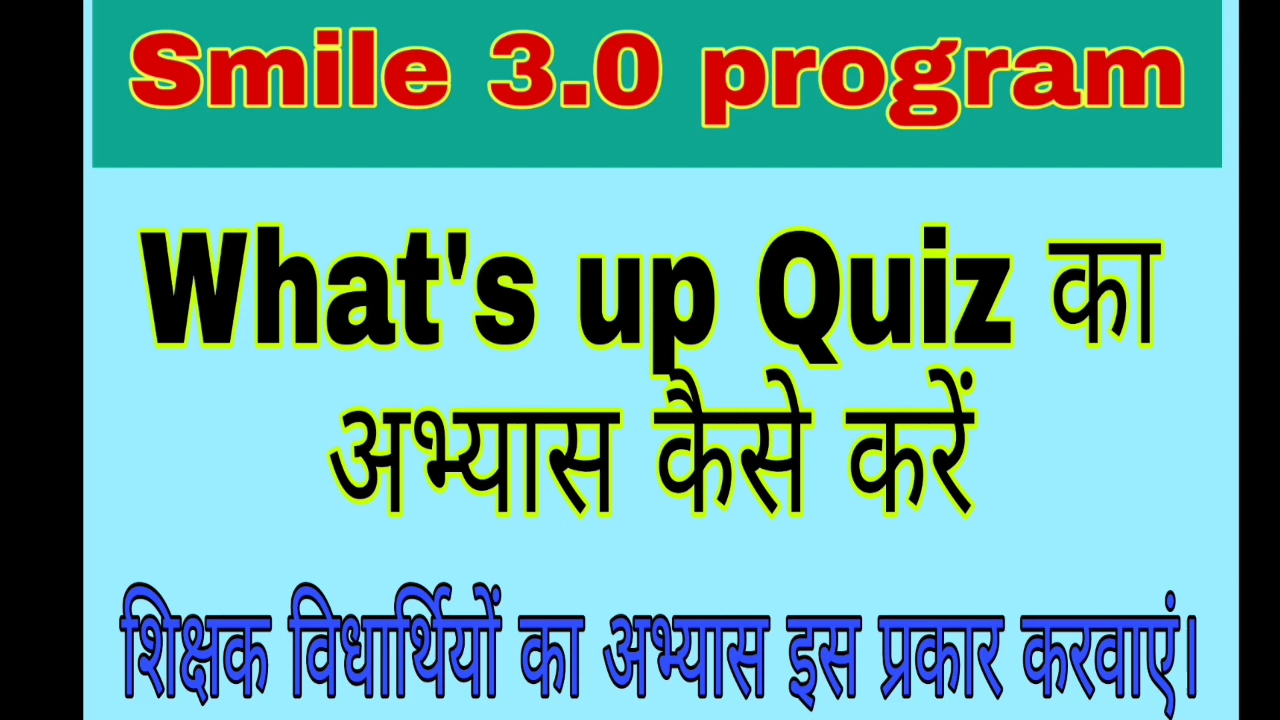 Smile 3.0 program
What's up Quiz का
अभ्यास कैसे करें
शिक्षक विधार्थियों का अभ्यास इस प्रकार करवाएं।